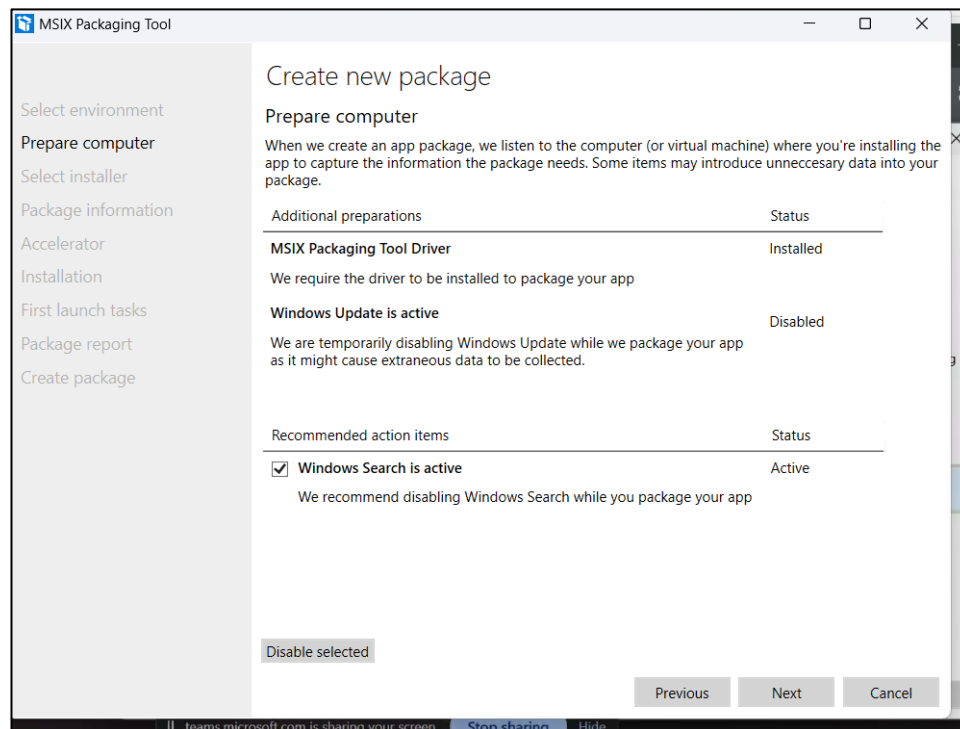 MSIX Packaging Tool
Create new package
Select environment
Prepare computer
Select installer
Package information
Accelerator
Installation
First launch tasks
Package report
Create package
Prepare computer
When we create an app package, we listen to the computer (or virtual machine) where you're installing the
app to capture the information the package needs. Some items may introduce unneccesary data into your
package.
Additional preparations Status
MSIX Packaging Tool Driver Installed
We require the driver to be installed to package your app
Windows Update is active Disabled
We are temporarily disabling Windows Update while we package your app
as it might cause extraneous data to be collected.
Recommended action items Status
Windows Search is active Active
We recommend disabling Windows Search while you package your app
Disable selected
Previous Next Cancel
teams.microsoft.com is sharing your screen Stop sharing Hide